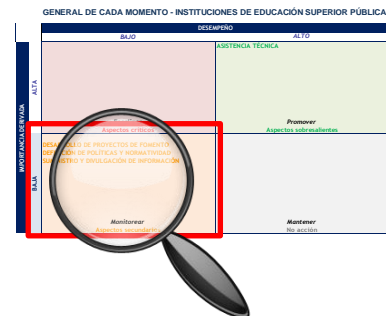 GENERAL DE CADA MOMENTO - INSTITUCIONES DE EDUCACIÓN SUPERIOR PÚBLICA
DESEMPEÑO
BAJO
ALTO
IMPORTANCIA DERIVADA
ALTA
ASISTENCIA TÉCNICA
Aspectos críticos
Promover
Aspectos sobresalientes
BAJA
DESARROLLO DE PROYECTOS DE FOMENTO
DEFINICIÓN DE POLÍTICAS Y NORMATIVIDAD
SUMINISTRO Y DIVULGACIÓN DE INFORMACIÓN
Monitorear
Aspectos secundarios
Mantener
No acción